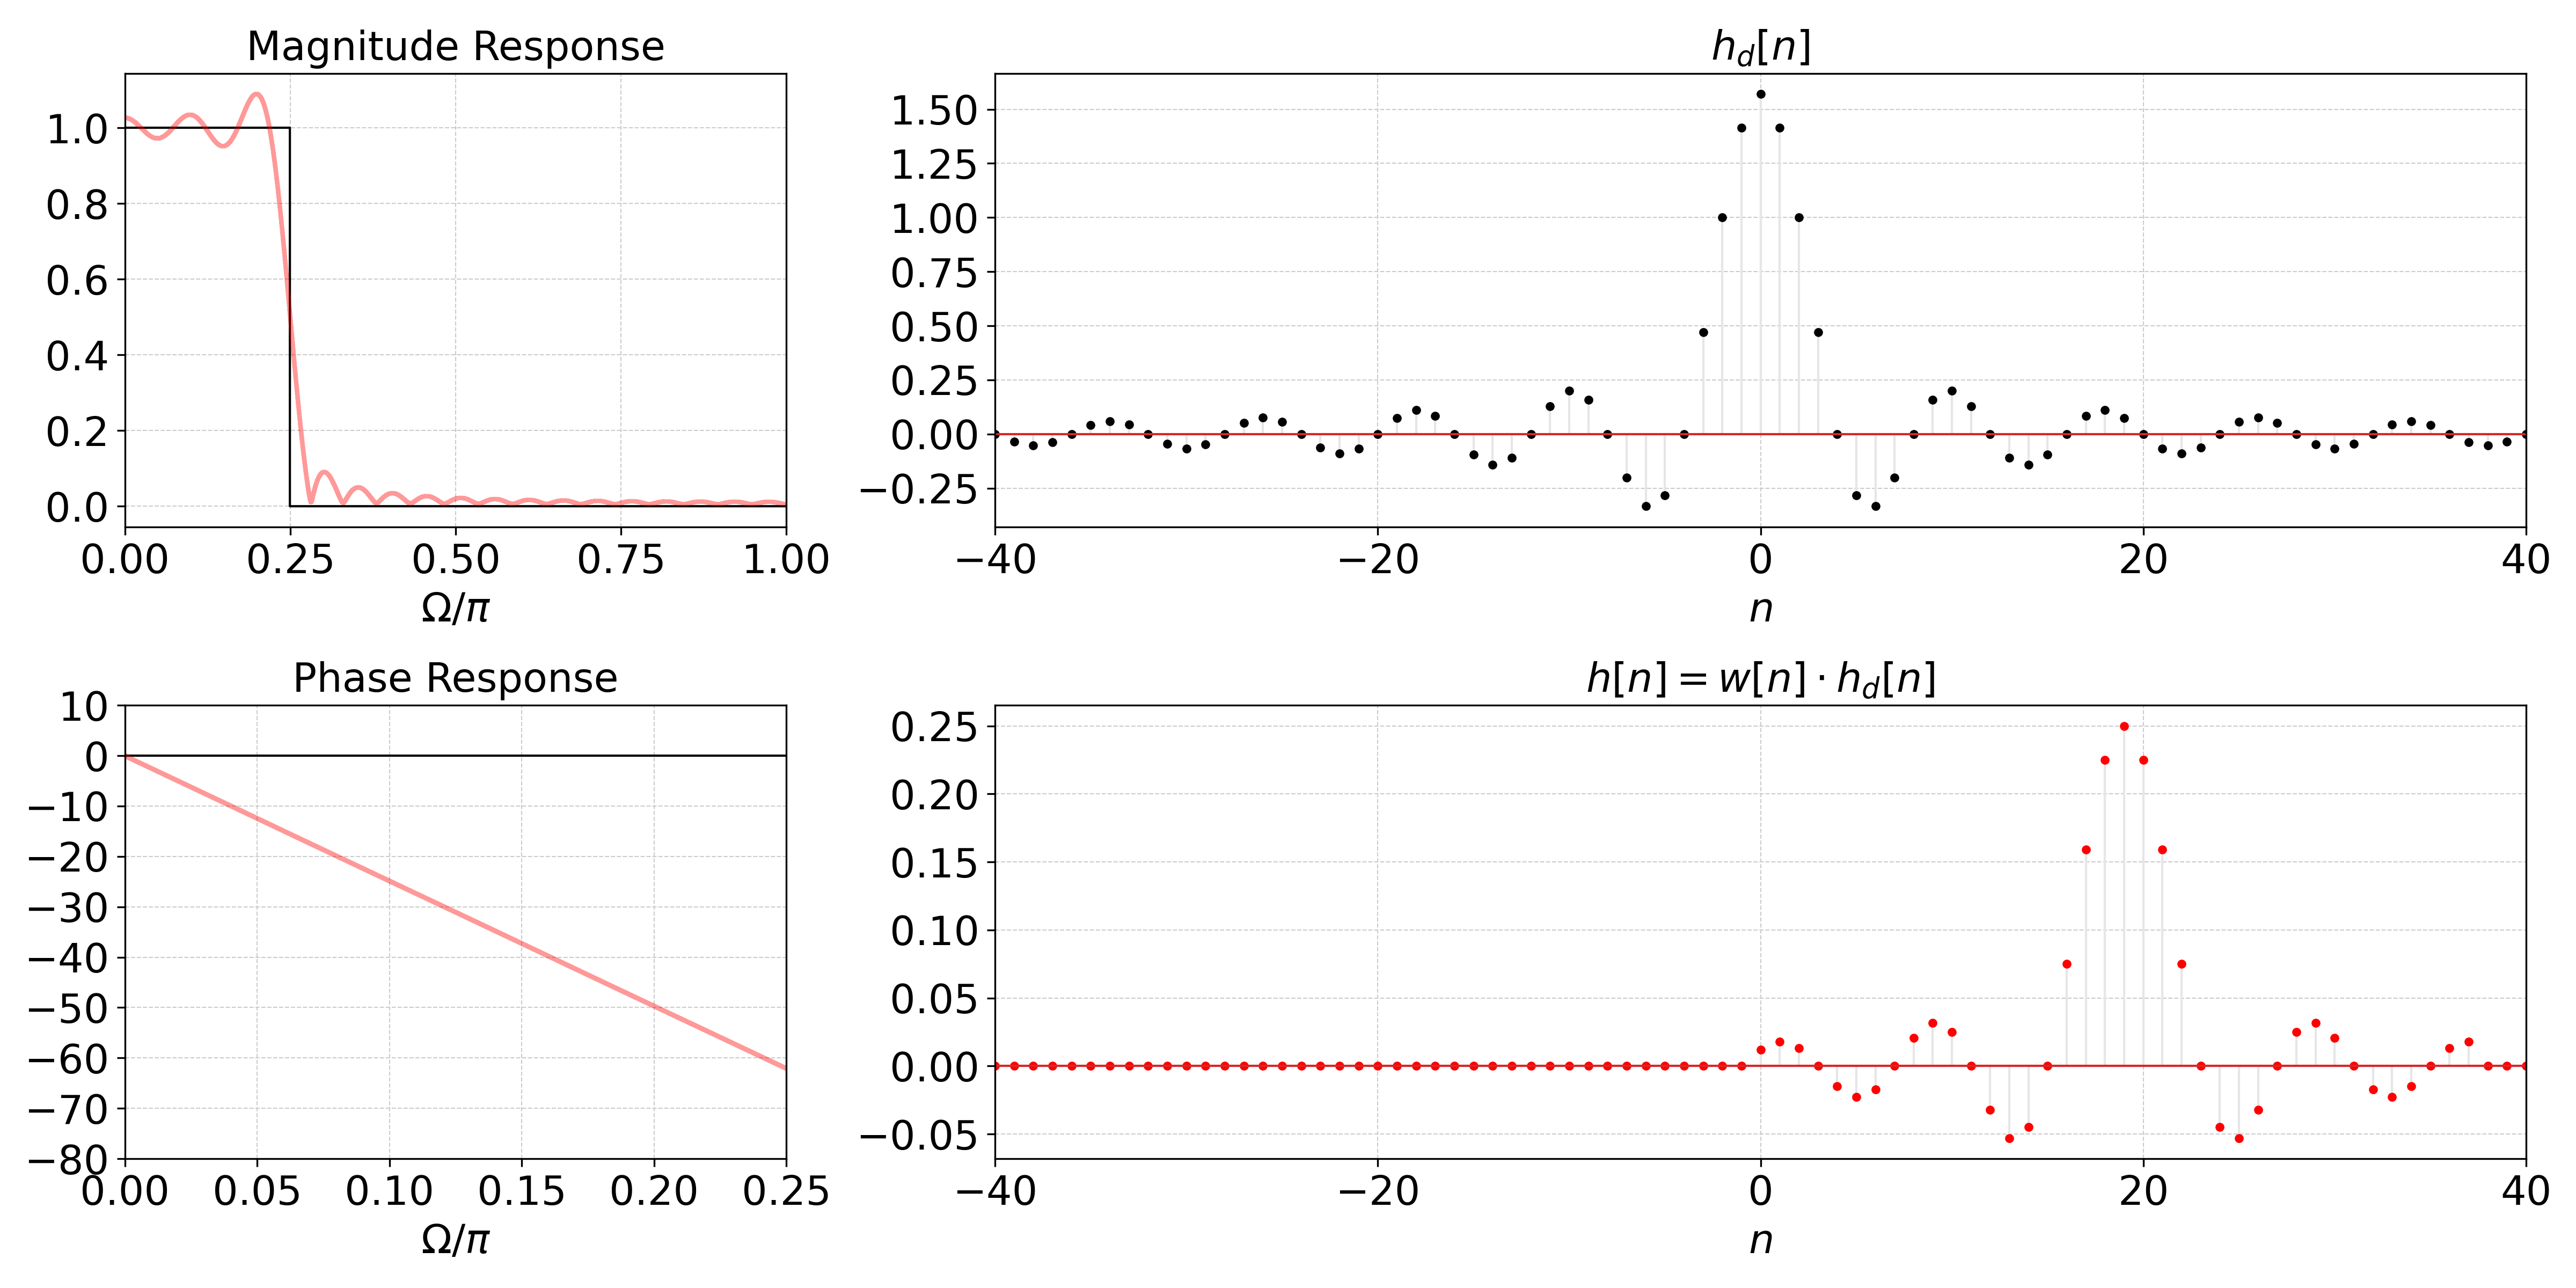 Magnitude Response
1.0
0.8
0.6
0.4
0.2
0.0
0.00 0.25 0.50 0.75 1.00
Ω/π
h_d[n]
1.50
1.25
1.00
0.75
0.50
0.25
0.00
−0.25
−40 −20 0 20 40
n
Phase Response
10
0
−10
−20
−30
−40
−50
−60
−70
−80
0.00 0.05 0.10 0.15 0.20 0.25
Ω/π
h[n] = w[n] · h_d[n]
0.25
0.20
0.15
0.10
0.05
0.00
−0.05
−40 −20 0 20 40
n